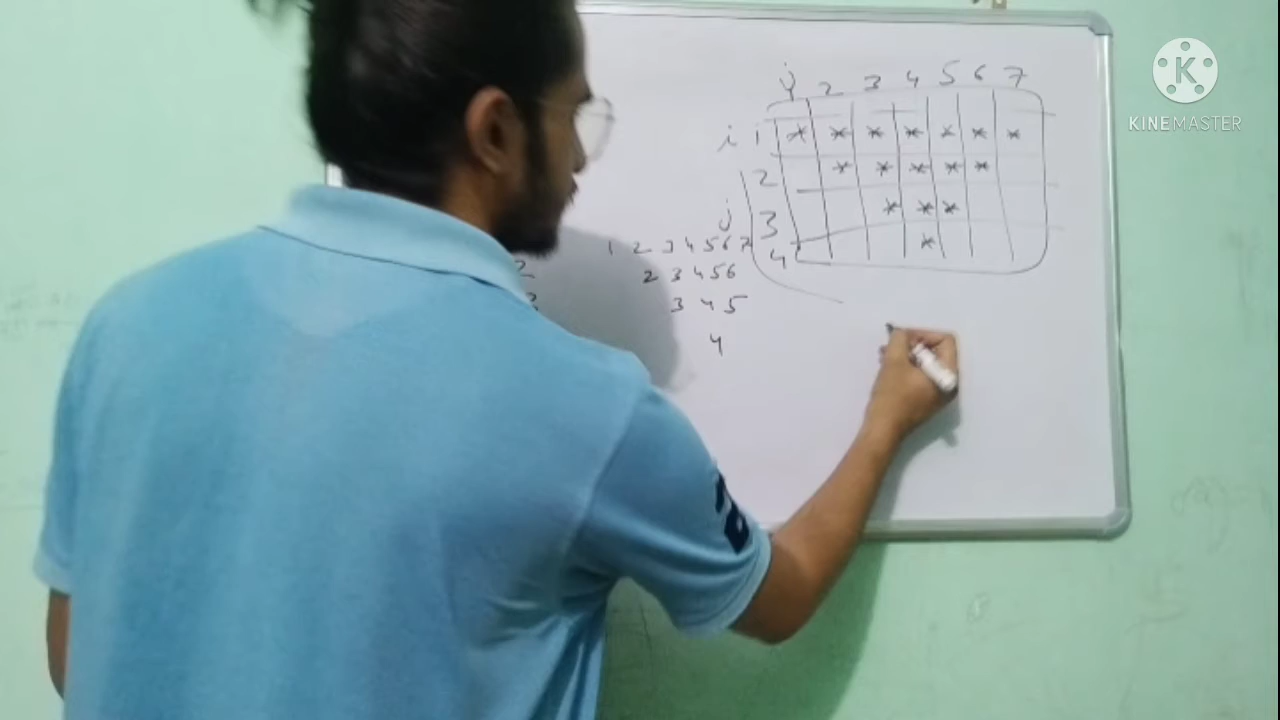 j 2 3 4 5 6 7
i 1 * * * * * * *
2 * * * * *
3 * * *
4 *
j
1 2 3 4 5 6 7
2 2 3 4 5 6
3 4 5
4
KINEMASTER